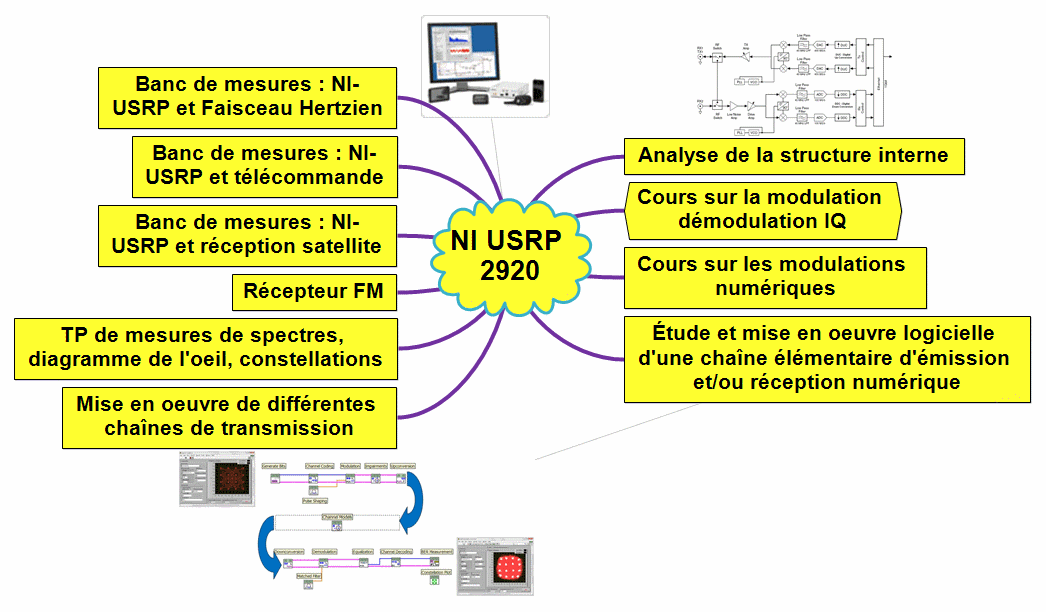 Banc de mesures : NI-
USRP et Faisceau Hertzien
Banc de mesures : NI-
USRP et télécommande
Banc de mesures : NI-
USRP et réception satellite
Récepteur FM
TP de mesures de spectres,
diagramme de l'oeil, constellations
Mise en oeuvre de différentes
chaînes de transmission
NI USRP
2920
Analyse de la structure interne
Cours sur la modulation
démodulation IQ
Cours sur les modulations
numériques
Étude et mise en oeuvre logicielle
d'une chaîne élémentaire d'émission
et/ou réception numérique
Generate Bits
Channel Coding
Modulation
Impairments
Upconversion
Pulse Shaping
Channel Models
Downconversion
Demodulation
Equalization
Channel Decoding
BER Measurement
Matched Filter
Constellation Plot